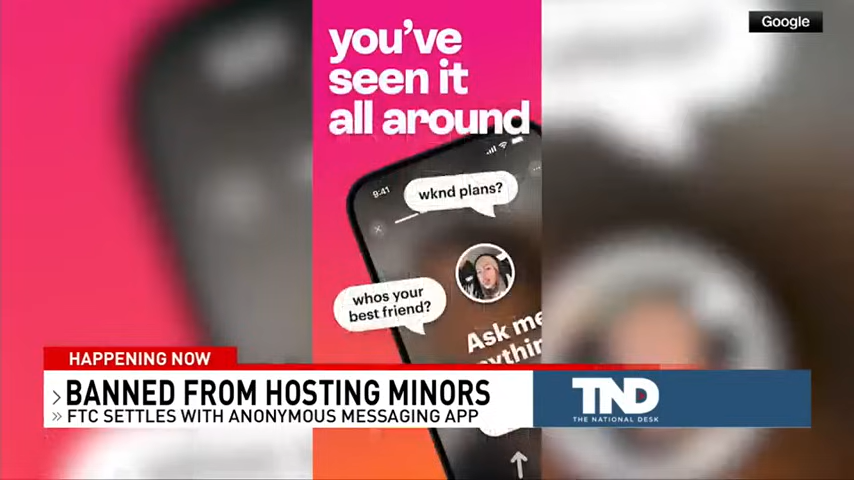 Google
you've
seen it
all around
9:41
wknd plans?
whos your
best friend?
Ask me
nythin
HAPPENING NOW
BANNED FROM HOSTING MINORS
FTC SETTLES WITH ANONYMOUS MESSAGING APP
TND
THE NATIONAL DESK